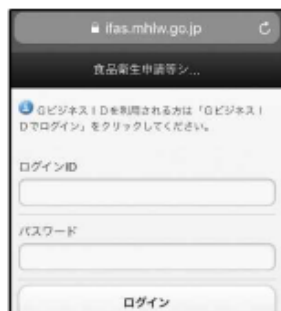 ifas.mhlw.go.jp
食品衛生申請等シ...
GビジネスIDを利用される方は「GビジネスI
Dでログイン」をクリックしてください。
ログインID
パスワード
ログイン